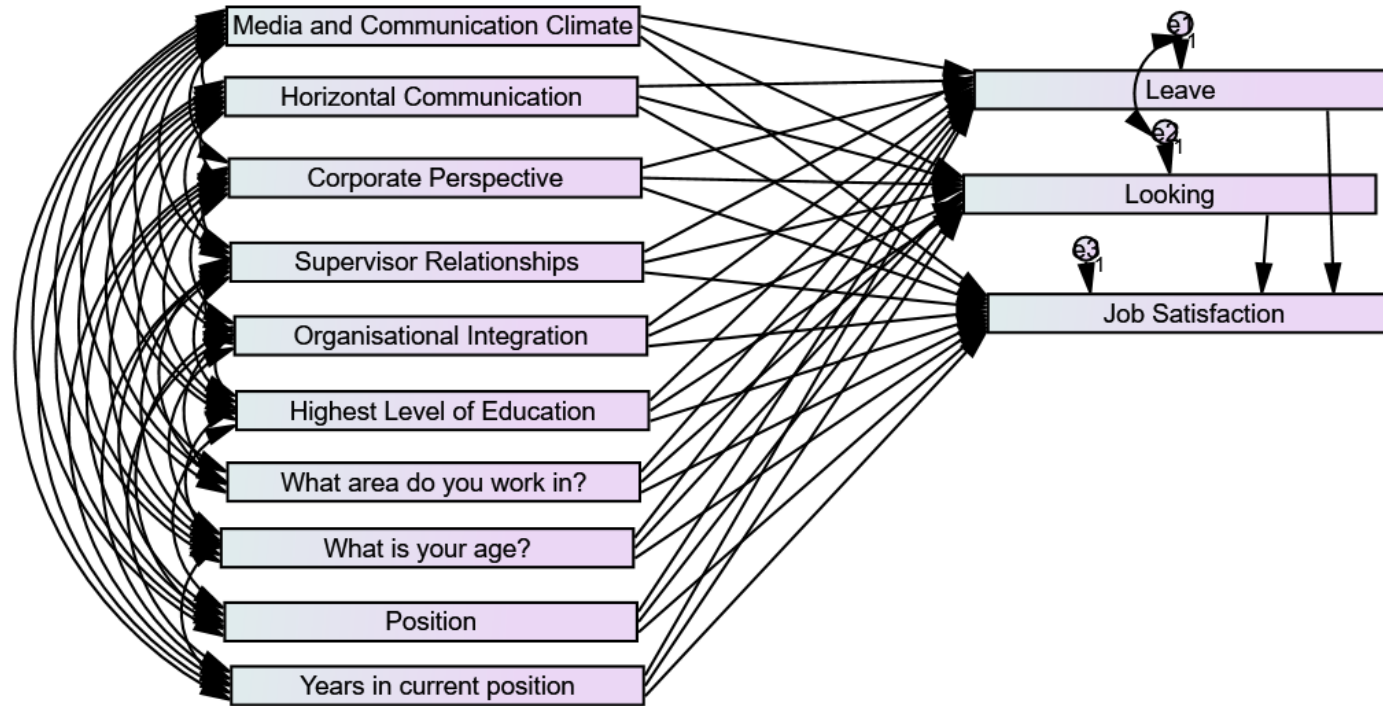 Media and Communication Climate
Horizontal Communication
Corporate Perspective
Supervisor Relationships
Organisational Integration
Highest Level of Education
What area do you work in?
What is your age?
Position
Years in current position
e1
1
Leave
e2
1
Looking
e3
1
Job Satisfaction